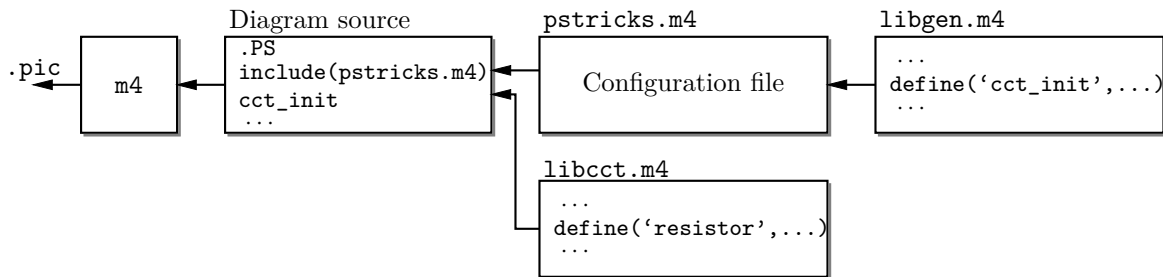 .pic
m4
Diagram source
.PS
include(pstricks.m4)
cct_init
...
pstricks.m4
Configuration file
libgen.m4
...
define(‘cct_init’,...)
...
libcct.m4
...
define(‘resistor’,...)
...